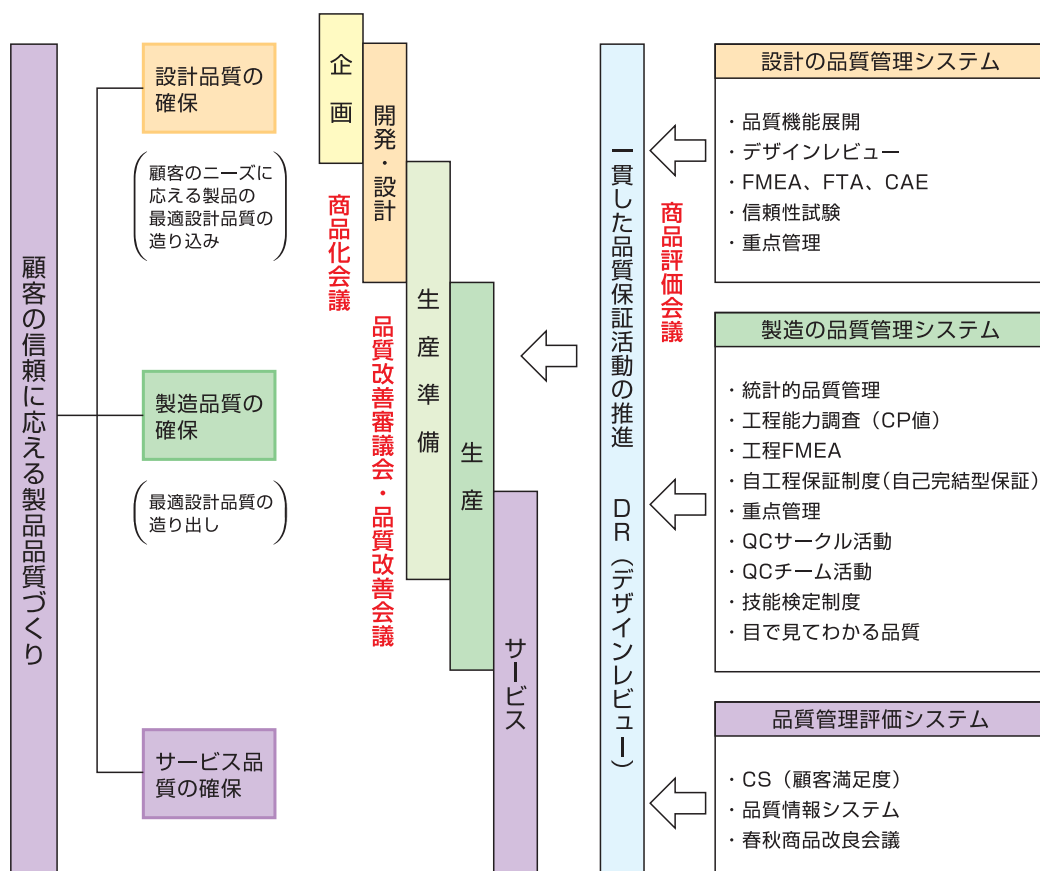 顧客の信頼に応える製品品質づくり
設計品質の
確保
顧客のニーズに
応える製品の
最適設計品質の
造り込み
製造品質の
確保
最適設計品質の
造り出し
サービス品
質の確保
企画
開発・設計
生産準備
生産
サービス
商品化会議
品質改善審議会・品質改善会議
一貫した品質保証活動の推進 DR(デザインレビュー)
商品評価会議
設計の品質管理システム
・品質機能展開
・デザインレビュー
・FMEA、FTA、CAE
・信頼性試験
・重点管理
製造の品質管理システム
・統計的品質管理
・工程能力調査（CP値）
・工程FMEA
・自工程保証制度(自己完結型保証)
・重点管理
・QCサークル活動
・QCチーム活動
・技能検定制度
・目で見てわかる品質
品質管理評価システム
・CS（顧客満足度）
・品質情報システム
・春秋商品改良会議